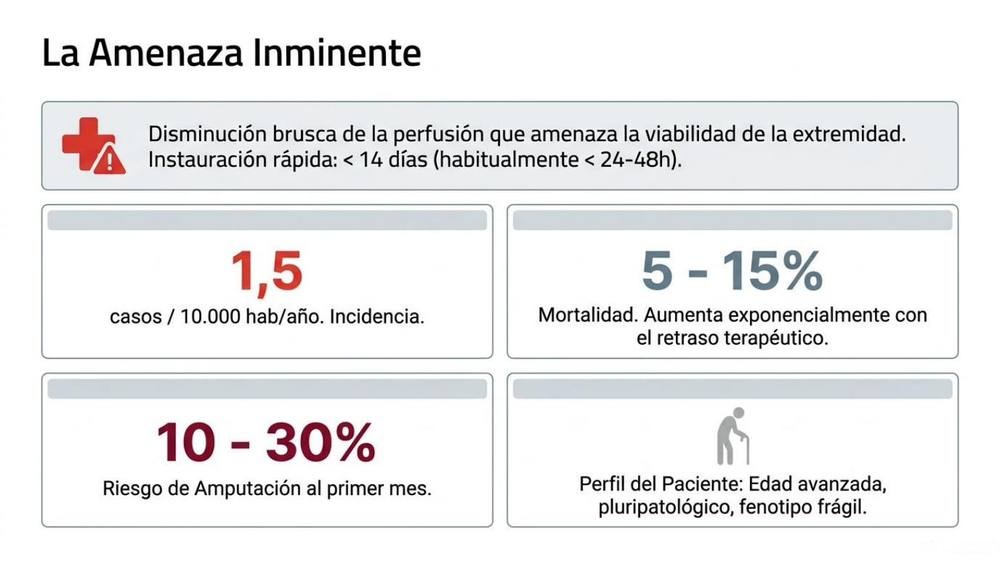 La Amenaza Inminente
Disminución brusca de la perfusión que amenaza la viabilidad de la extremidad.
Instauración rápida: < 14 días (habitualmente < 24-48h).
1,5
casos / 10.000 hab/año. Incidencia.
5 - 15%
Mortalidad. Aumenta exponencialmente con
el retraso terapéutico.
10 - 30%
Riesgo de Amputación al primer mes.
Perfil del Paciente: Edad avanzada,
pluripatológico, fenotipo frágil.